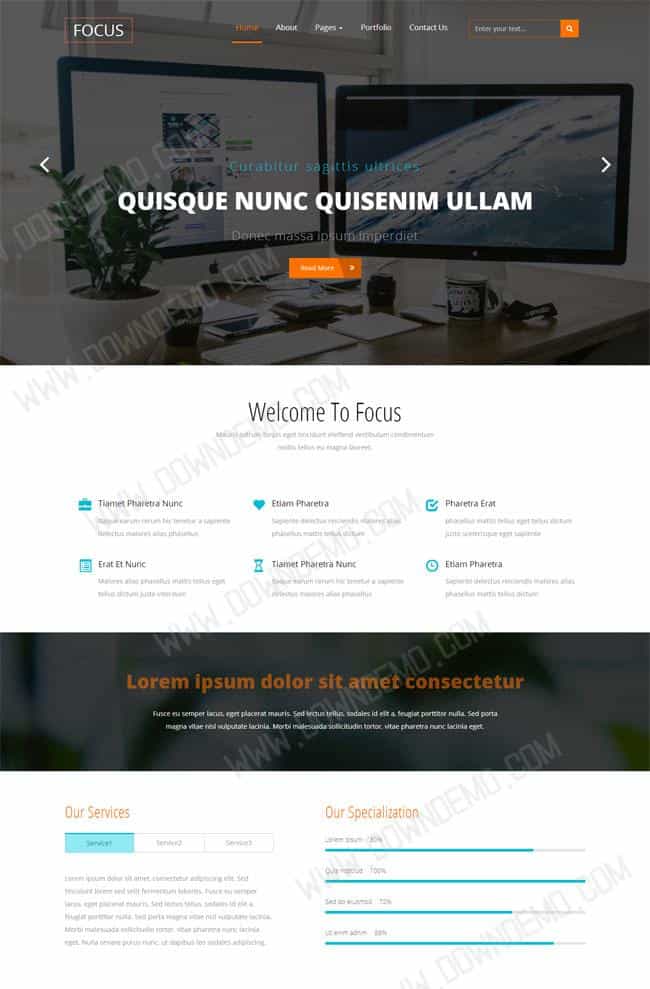 FOCUS
Home About Pages Portfolio Contact Us Enter your text...
Curabitur sagittis ultrices
QUISQUE NUNC QUISENIM ULLAM
Donec massa ipsum imperdiet
Read More »
WWW.DOWNDEMO.COM
Welcome To Focus
Mauris rutrum turpis eget tincidunt eleifend vestibulum condimentum
mollis tellus eu magna laoreet.
Tiamet Pharetra Nunc
Itaque earum rerum hic tenetur a sapiente
delectus maiores alias phasellus
Etiam Pharetra
Sapiente delectus reiciendis maiores alias
phasellus mattis tellus dictum
Pharetra Erat
phasellus mattis tellus eget tellus dictum
justo scelerisque eget sapiente
Erat Et Nunc
Maiores alias phasellus mattis tellus eget
tellus dictum justo interdum
Tiamet Pharetra Nunc
Itaque earum rerum hic tenetur a sapiente
delectus maiores alias phasellus
Etiam Pharetra
Sapiente delectus reiciendis maiores alias
phasellus mattis tellus dictum
Lorem ipsum dolor sit amet consectetur
Fusce eu semper lacus, eget placerat mauris. Sed lectus tellus, sodales id elit a, feugiat porttitor nulla. Sed porta
magna vitae nisl vulputate lacinia. Morbi malesuada sollicitudin tortor, vitae pharetra nunc lacinia eget.
Our Services
Service1 Service2 Service3
Lorem ipsum dolor sit amet, consectetur adipiscing elit. Sed
tincidunt lorem sed velit fermentum lobortis. Fusce eu semper
lacus, eget placerat mauris. Sed lectus tellus, sodales id elit a,
feugiat porttitor nulla. Sed porta magna vitae nisl vulputate lacinia.
Morbi malesuada sollicitudin tortor, vitae pharetra nunc lacinia
eget. Nulla ornare purus nunc, ut dapibus leo sodales adipiscing.
Our Specialization
Lorem Ipsum 80%
Quis nostrud 100%
Sed do eiusmod 72%
Ut enim adnim 88%